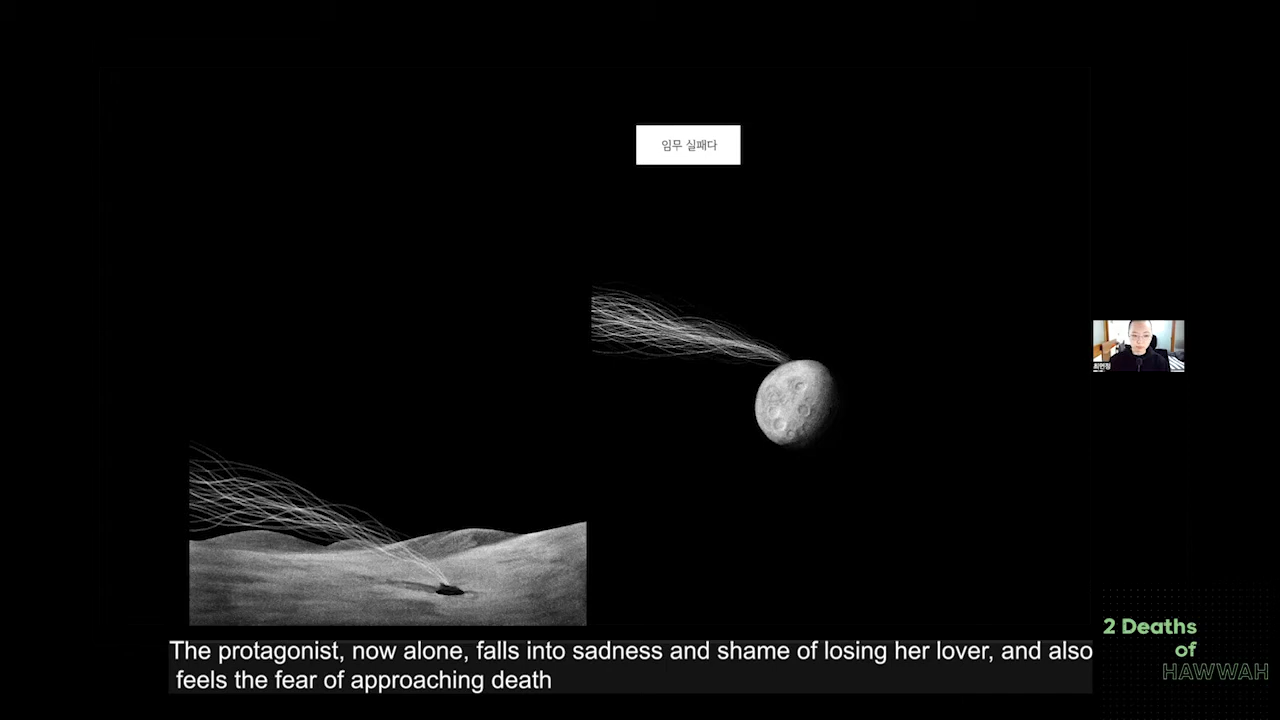 임무 실패다
The protagonist, now alone, falls into sadness and shame of losing her lover, and also
feels the fear of approaching death
2 Deaths
of
HAWWAH